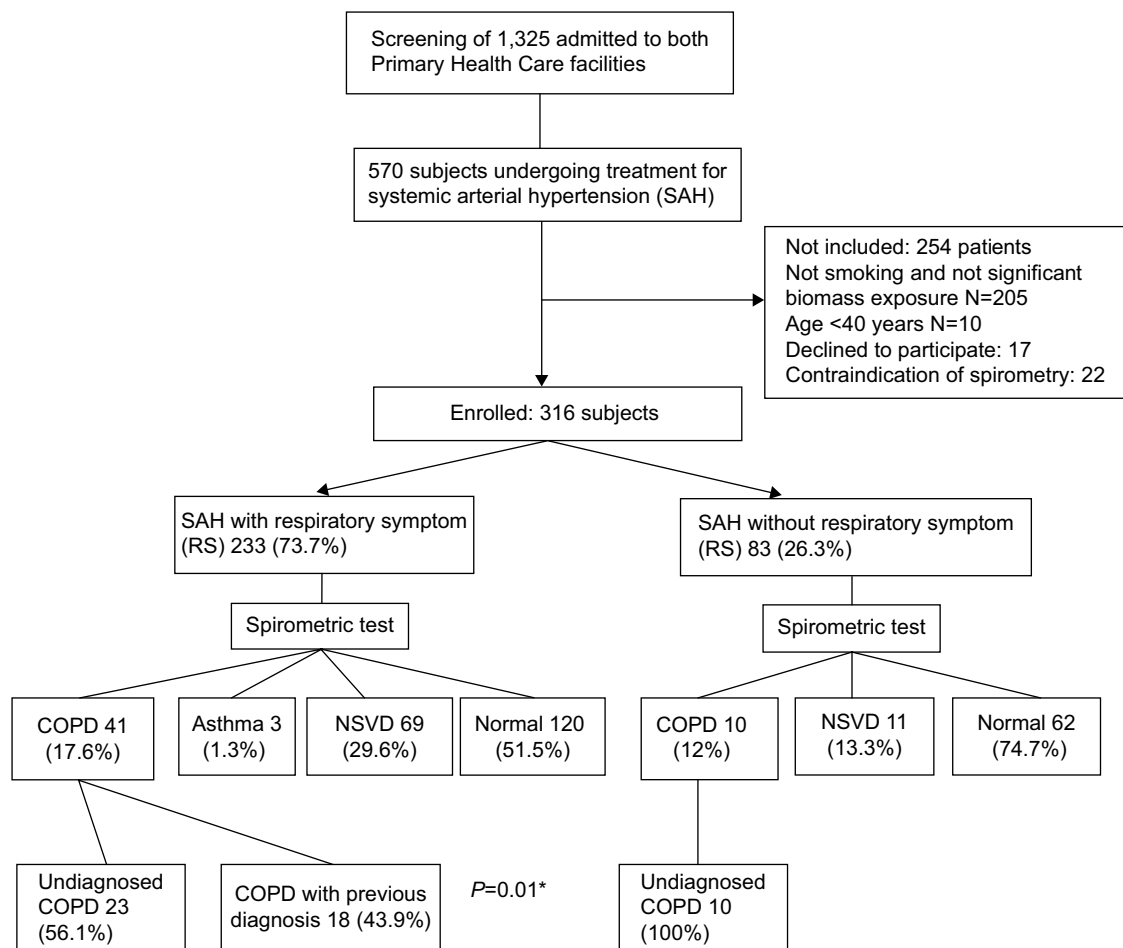 Screening of 1,325 admitted to both
Primary Health Care facilities
570 subjects undergoing treatment for
systemic arterial hypertension (SAH)
Not included: 254 patients
Not smoking and not significant
biomass exposure N=205
Age <40 years N=10
Declined to participate: 17
Contraindication of spirometry: 22
Enrolled: 316 subjects
SAH with respiratory symptom
(RS) 233 (73.7%)
SAH without respiratory symptom
(RS) 83 (26.3%)
Spirometric test
Spirometric test
COPD 41
(17.6%)
Asthma 3
(1.3%)
NSVD 69
(29.6%)
Normal 120
(51.5%)
COPD 10
(12%)
NSVD 11
(13.3%)
Normal 62
(74.7%)
Undiagnosed
COPD 23
(56.1%)
COPD with previous
diagnosis 18 (43.9%)
P=0.01*
Undiagnosed
COPD 10
(100%)